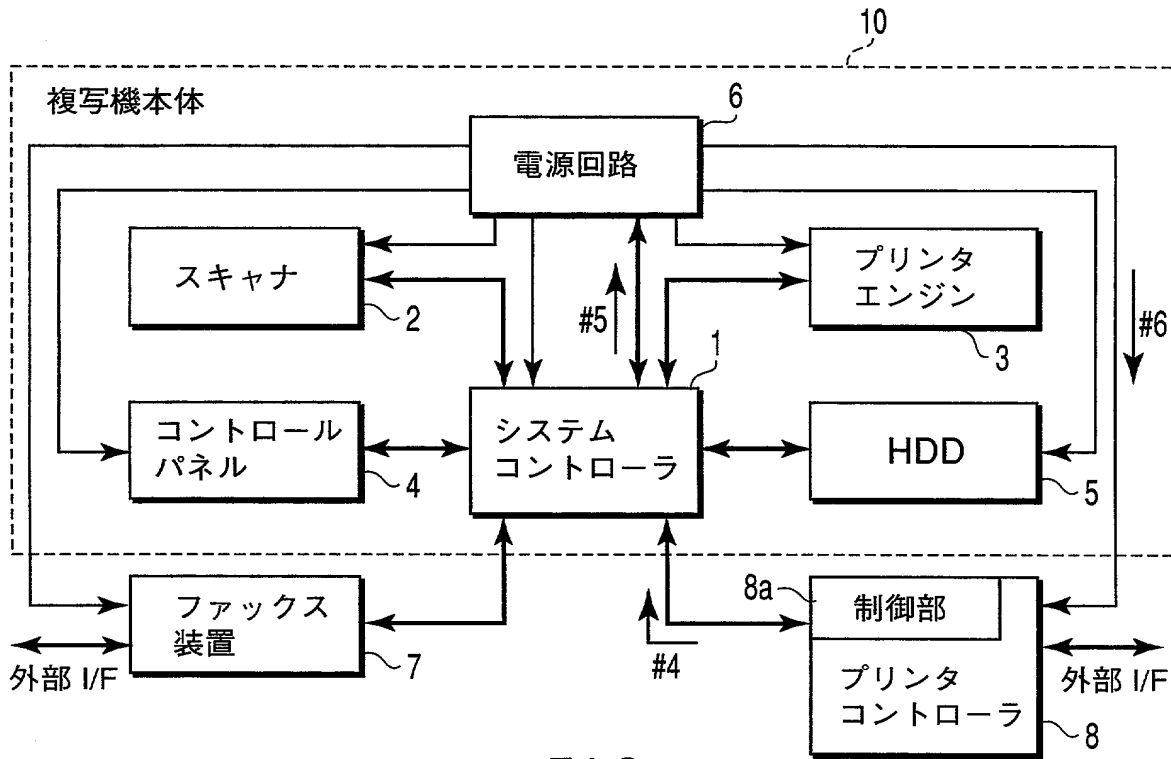 10
複写機本体
6
電源回路
スキャナ
2
プリンタ
エンジン
3
#5
#6
1
コントロール
パネル
4
システム
コントローラ
HDD
5
ファックス
装置
7
外部 I/F
#4
8a
制御部
プリンタ
コントローラ
8
外部 I/F